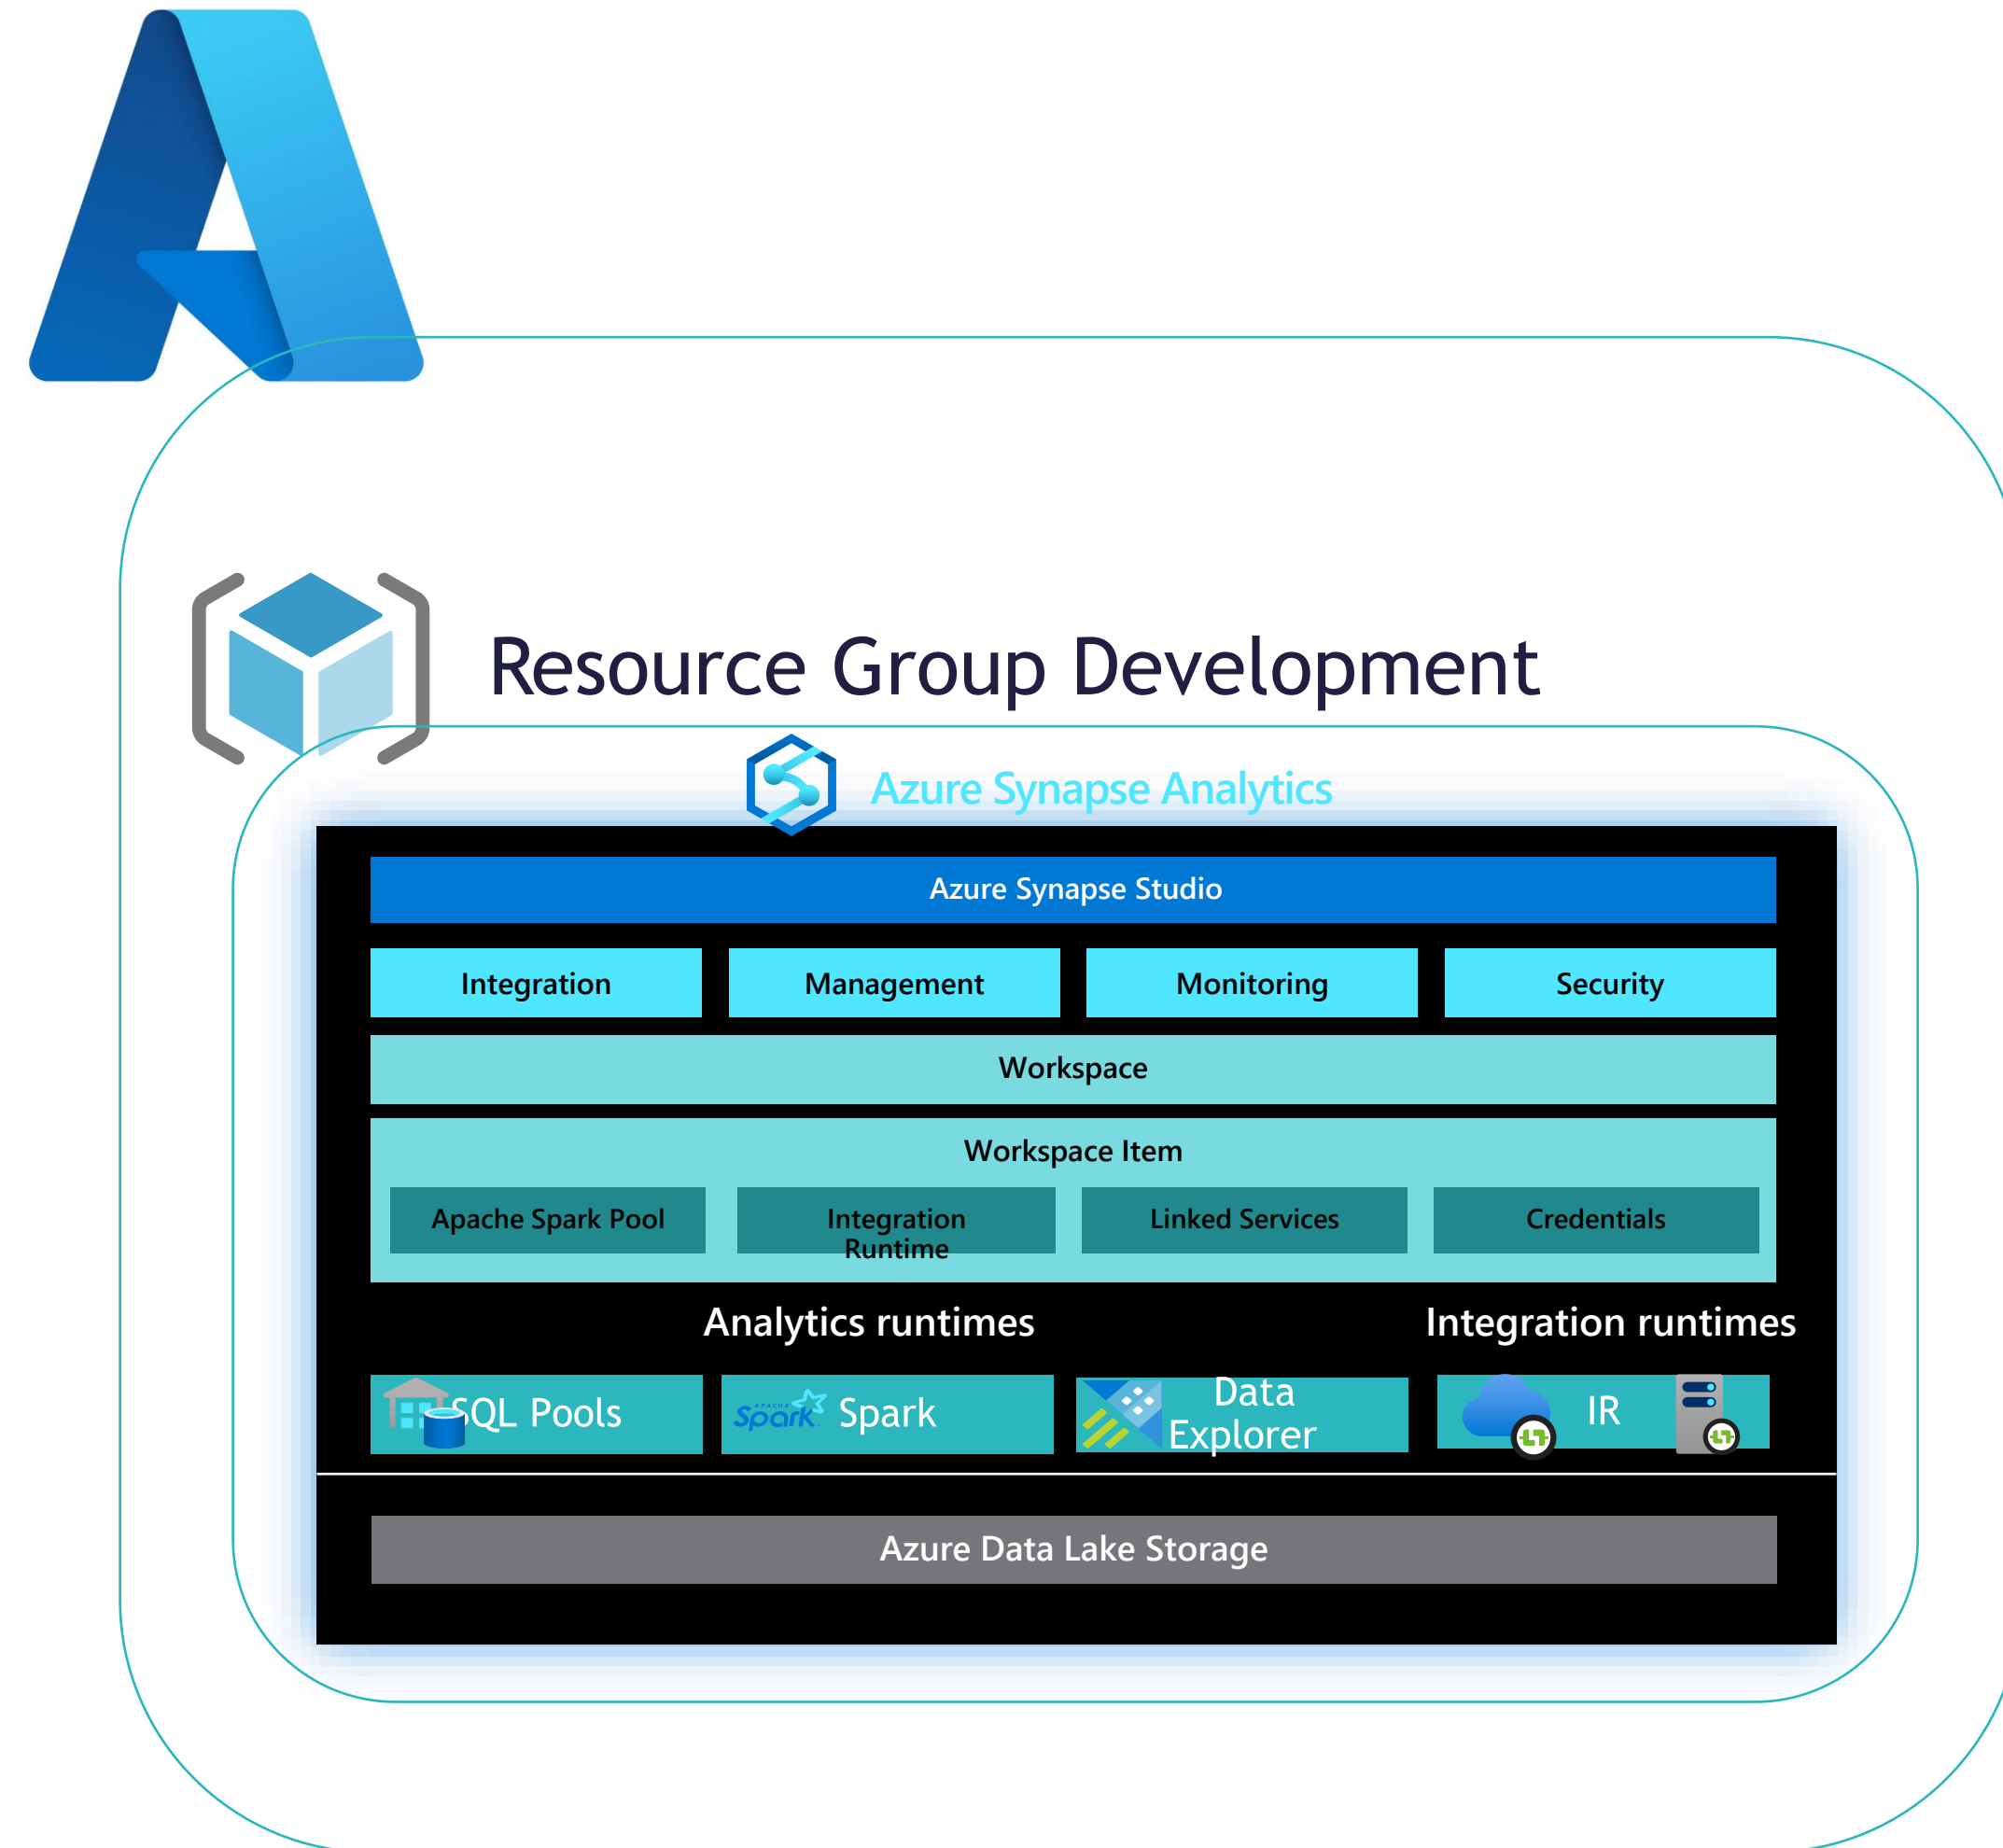 Resource Group Development
Azure Synapse Analytics
Azure Synapse Studio
Integration
Management
Monitoring
Security
Workspace
Workspace Item
Apache Spark Pool
Integration
Runtime
Linked Services
Credentials
Analytics runtimes
Integration runtimes
SQL Pools
APACHE
Spark
Spark
Data
Explorer
IR
Azure Data Lake Storage